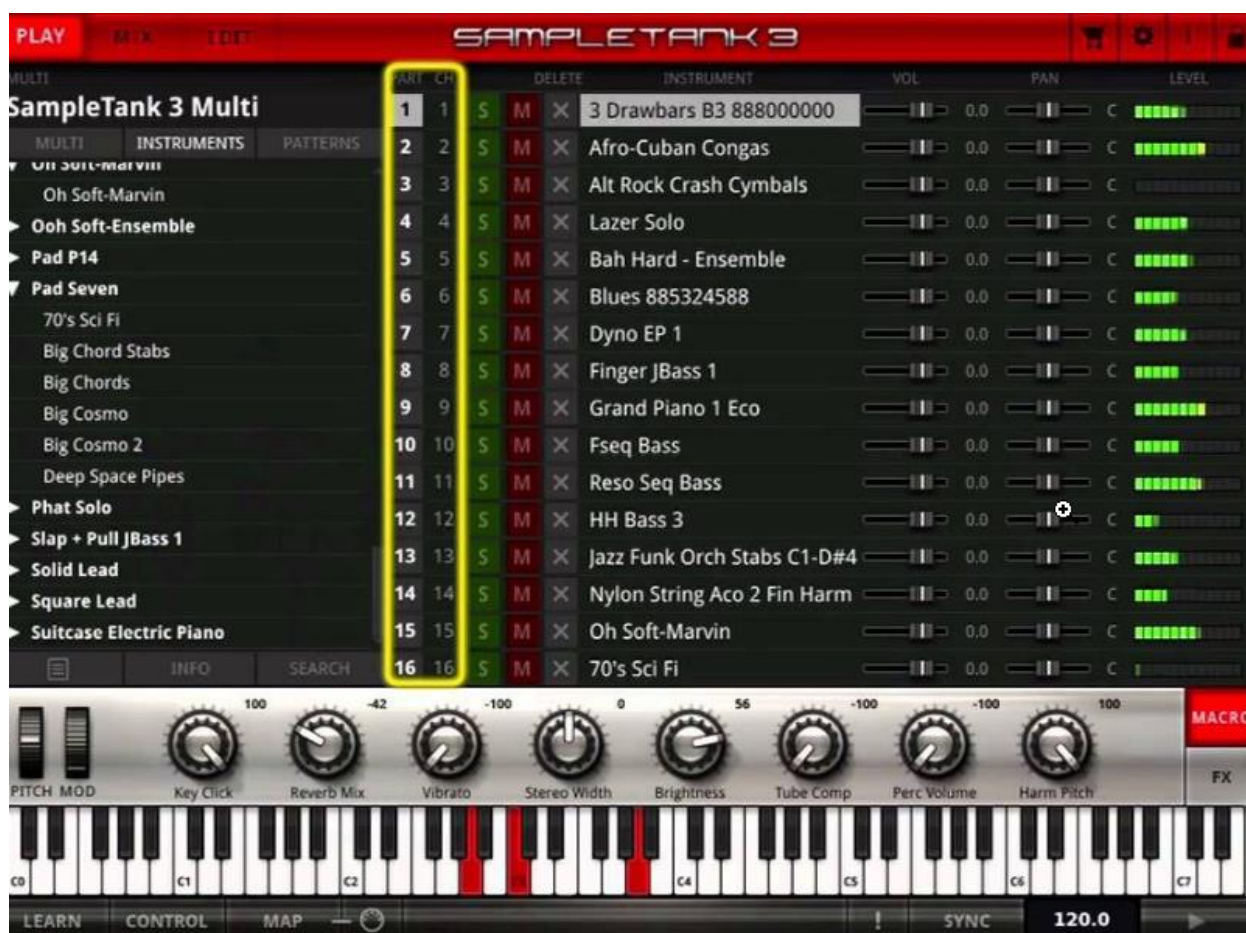 PLAY MIX EDIT SAMPLETANK 3
MULTI PART CH DELETE INSTRUMENT VOL PAN LEVEL
SampleTank 3 Multi
MULTI INSTRUMENTS PATTERNS
Oh Soft-Marvin
Oh Soft-Marvin
Ooh Soft-Ensemble
Pad P14
Pad Seven
70's Sci Fi
Big Chord Stabs
Big Chords
Big Cosmo
Big Cosmo 2
Deep Space Pipes
Phat Solo
Slap + Pull JBass 1
Solid Lead
Square Lead
Suitcase Electric Piano
INFO SEARCH
1 1 S M X 3 Drawbars B3 888000000 0.0 C
2 2 S M X Afro-Cuban Congas 0.0 C
3 3 S M X Alt Rock Crash Cymbals 0.0 C
4 4 S M X Lazer Solo 0.0 C
5 5 S M X Bah Hard - Ensemble 0.0 C
6 6 S M X Blues 885324588 0.0 C
7 7 S M X Dyno EP 1 0.0 C
8 8 S M X Finger JBass 1 0.0 C
9 9 S M X Grand Piano 1 Eco 0.0 C
10 10 S M X Fseq Bass 0.0 C
11 11 S M X Reso Seq Bass 0.0 C
12 12 S M X HH Bass 3 0.0 C
13 13 S M X Jazz Funk Orch Stabs C1-D#4 0.0 C
14 14 S M X Nylon String Aco 2 Fin Harm 0.0 C
15 15 S M X Oh Soft-Marvin 0.0 C
16 16 S M X 70's Sci Fi 0.0 C
100 -42 -100 0 56 -100 -100 100
MACRO
FX
PITCH MOD Key Click Reverb Mix Vibrato Stereo Width Brightness Tube Comp Perc Volume Harm Pitch
C0 C1 C2 C3 C4 C5 C6 C7
LEARN CONTROL MAP ! SYNC 120.0